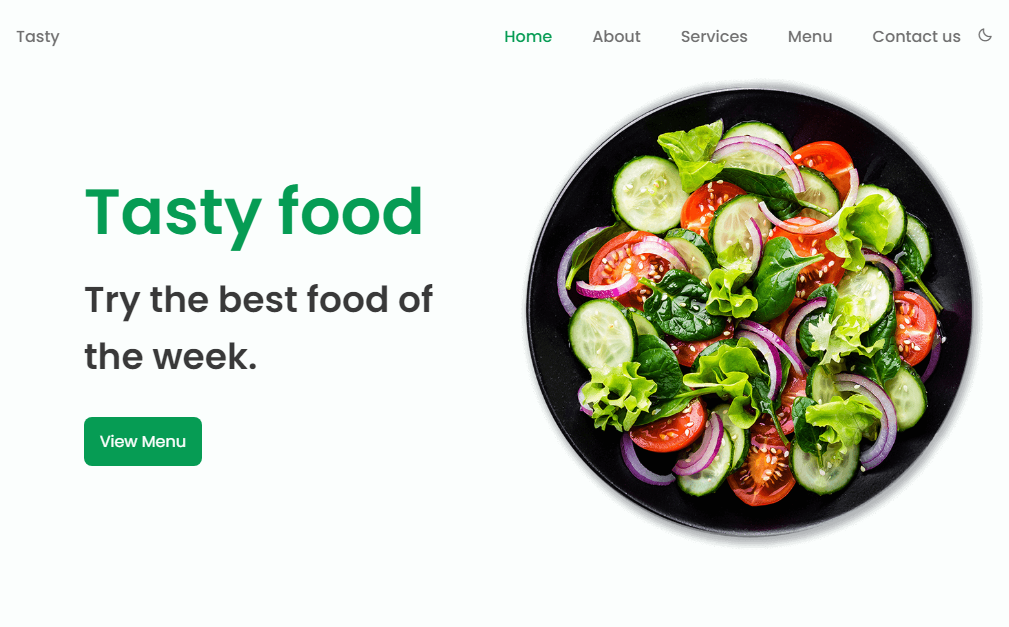 Tasty
Home
About
Services
Menu
Contact us
Tasty food
Try the best food of
the week.
View Menu